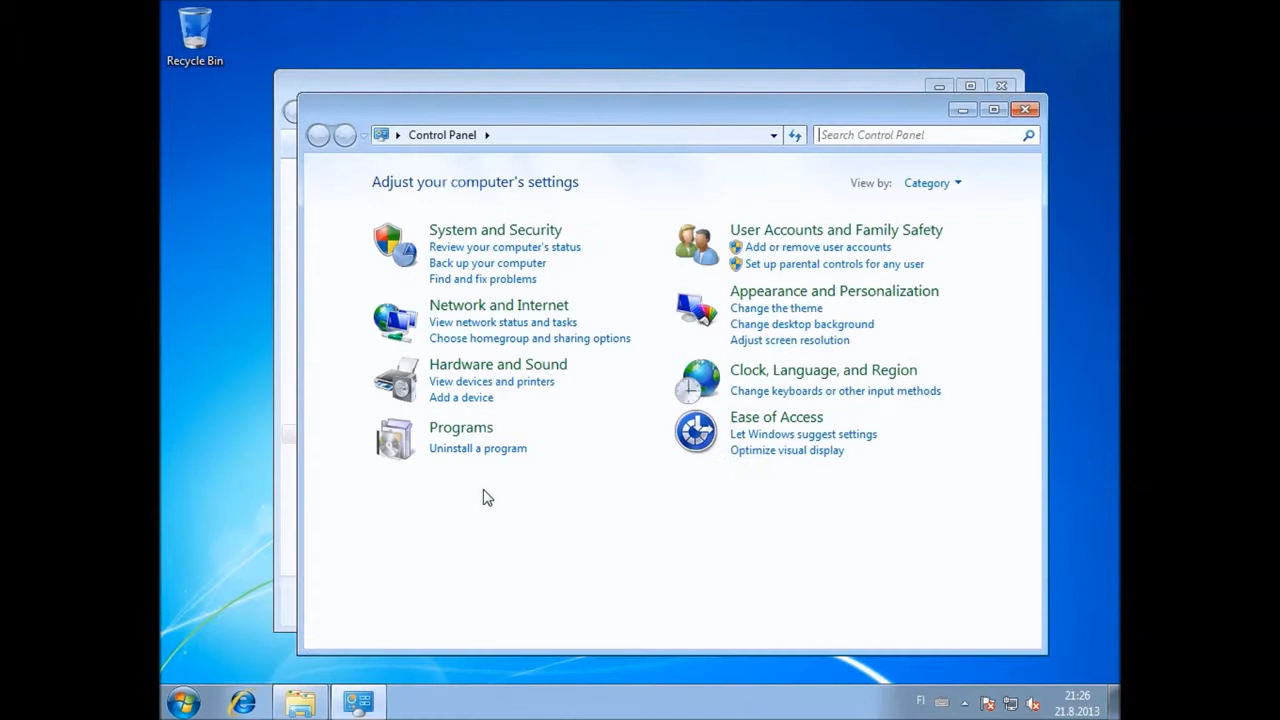 Recycle Bin
Control Panel
Search Control Panel
Adjust your computer's settings
View by: Category
System and Security
Review your computer's status
Back up your computer
Find and fix problems
Network and Internet
View network status and tasks
Choose homegroup and sharing options
Hardware and Sound
View devices and printers
Add a device
Programs
Uninstall a program
User Accounts and Family Safety
Add or remove user accounts
Set up parental controls for any user
Appearance and Personalization
Change the theme
Change desktop background
Adjust screen resolution
Clock, Language, and Region
Change keyboards or other input methods
Ease of Access
Let Windows suggest settings
Optimize visual display
FI
21:26
21.8.2013